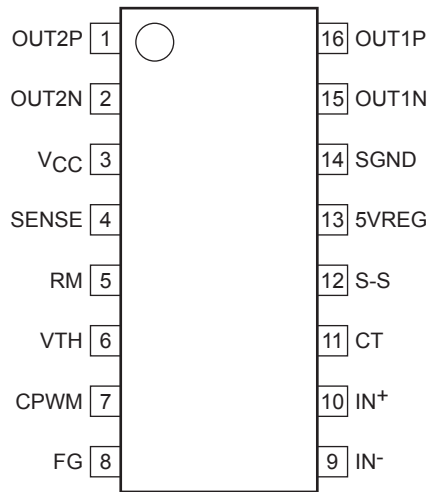 OUT2P 1 16 OUT1P
OUT2N 2 15 OUT1N
VCC 3 14 SGND
SENSE 4 13 5VREG
RM 5 12 S-S
VTH 6 11 CT
CPWM 7 10 IN+
FG 8 9 IN-